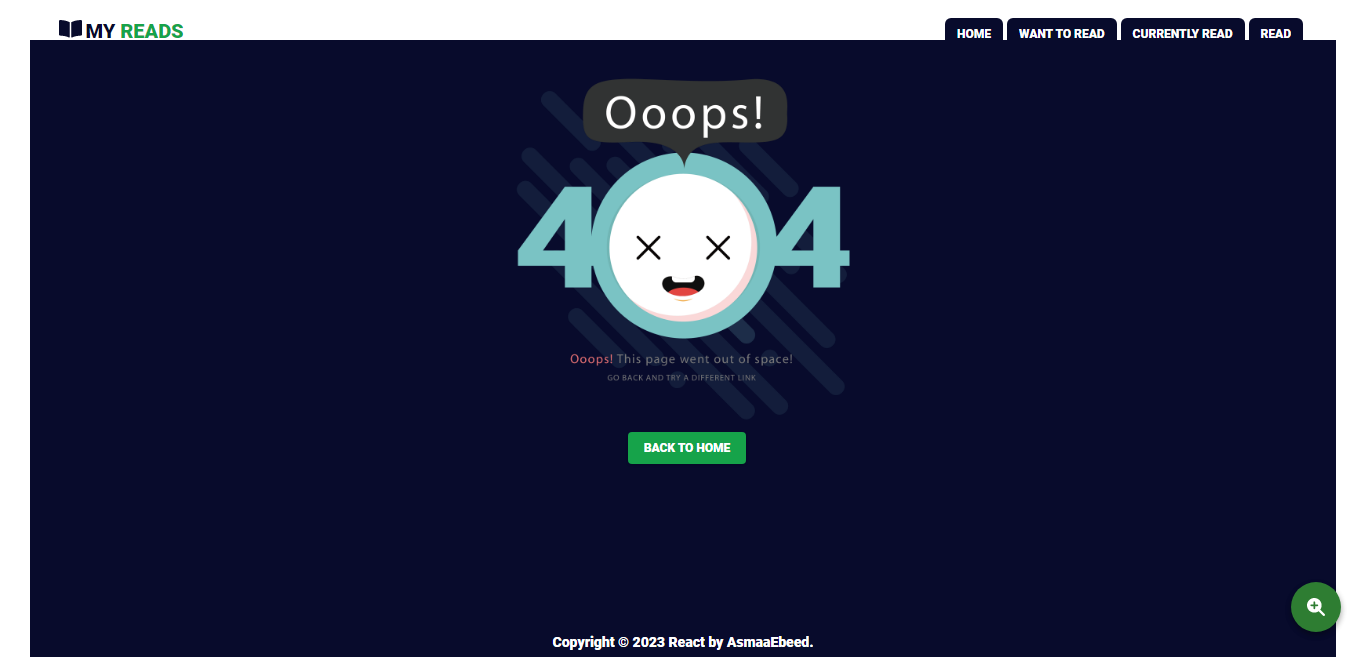 MY READS
HOME WANT TO READ CURRENTLY READ READ
Ooops!
404
Ooops! This page went out of space!
GO BACK AND TRY A DIFFERENT LINK
BACK TO HOME
Copyright © 2023 React by AsmaaEbeed.